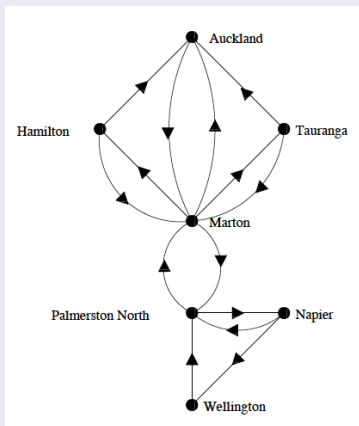 Auckland
Hamilton
Tauranga
Marton
Palmerston North
Napier
Wellington